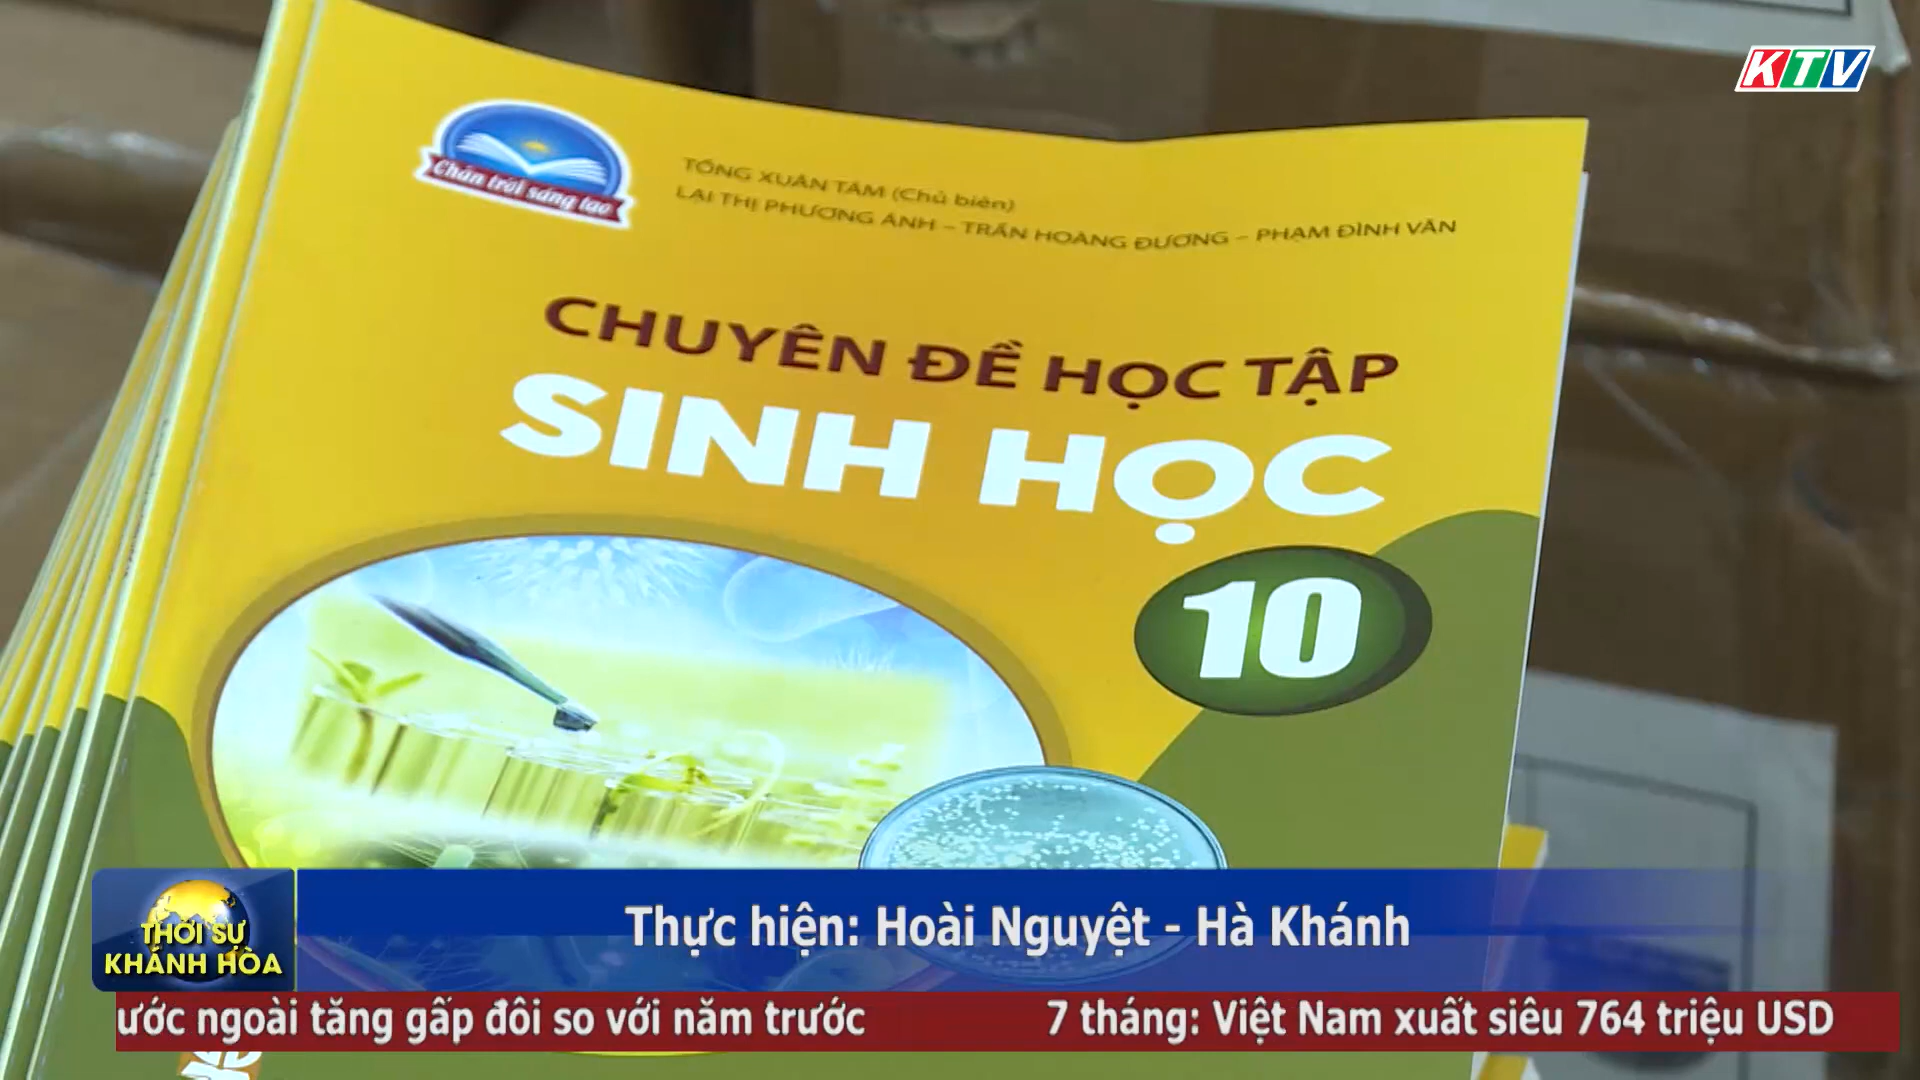 KTV
Chân trời sáng tạo
TỐNG XUÂN TÁM (Chủ biên)
LẠI THỊ PHƯƠNG ÁNH – TRẦN HOÀNG ĐƯƠNG – PHẠM ĐÌNH VĂN
CHUYÊN ĐỀ HỌC TẬP
SINH HỌC
10
THỜI SỰ
KHÁNH HÒA
Thực hiện: Hoài Nguyệt - Hà Khánh
ước ngoài tăng gấp đôi so với năm trước
7 tháng: Việt Nam xuất siêu 764 triệu USD